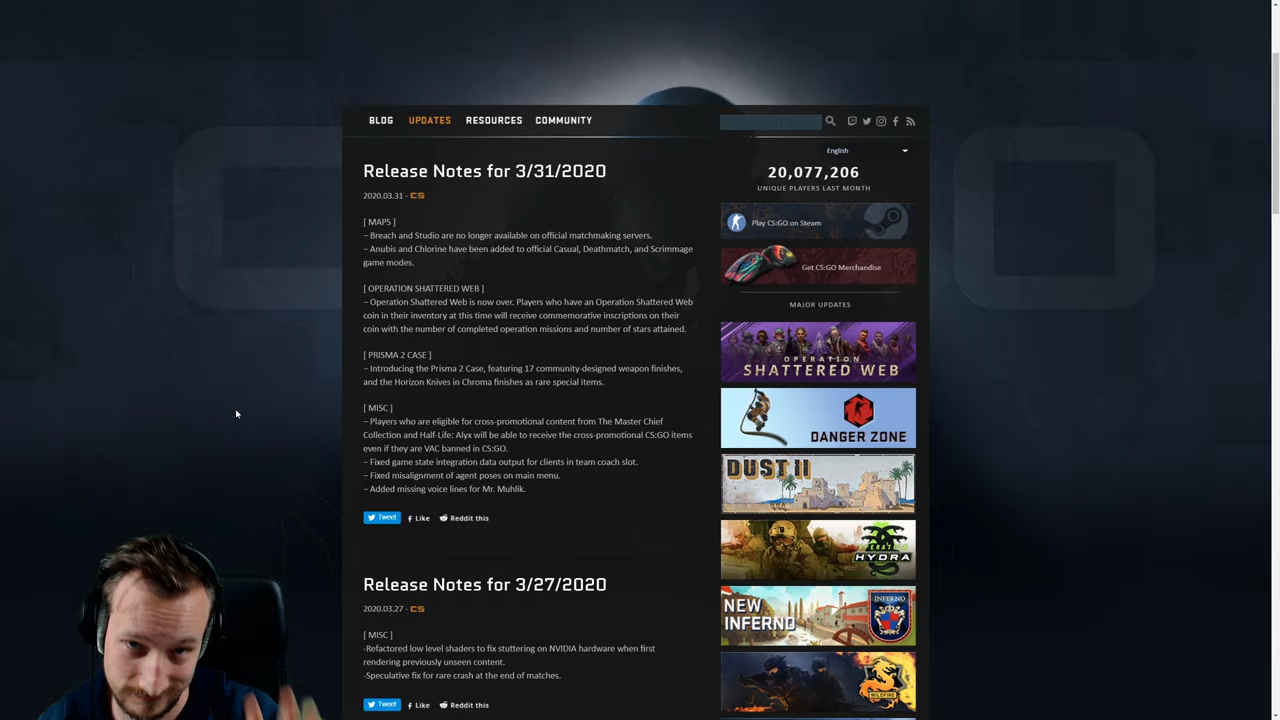 BLOG UPDATES RESOURCES COMMUNITY
English
Release Notes for 3/31/2020
2020.03.31 - CS
[ MAPS ]
– Breach and Studio are no longer available on official matchmaking servers.
– Anubis and Chlorine have been added to official Casual, Deathmatch, and Scrimmage
game modes.
[ OPERATION SHATTERED WEB ]
– Operation Shattered Web is now over. Players who have an Operation Shattered Web
coin in their inventory at this time will receive commemorative inscriptions on their
coin with the number of completed operation missions and number of stars attained.
[ PRISMA 2 CASE ]
– Introducing the Prisma 2 Case, featuring 17 community-designed weapon finishes,
and the Horizon Knives in Chroma finishes as rare special items.
[ MISC ]
– Players who are eligible for cross-promotional content from The Master Chief
Collection and Half-Life: Alyx will be able to receive the cross-promotional CS:GO items
even if they are VAC banned in CS:GO.
– Fixed game state integration data output for clients in team coach slot.
– Fixed misalignment of agent poses on main menu.
– Added missing voice lines for Mr. Muhlik.
Tweet Like Reddit this
Release Notes for 3/27/2020
2020.03.27 - CS
[ MISC ]
-Refactored low level shaders to fix stuttering on NVIDIA hardware when first
rendering previously unseen content.
-Speculative fix for rare crash at the end of matches.
Tweet Like Reddit this
20,077,206
UNIQUE PLAYERS LAST MONTH
Play CS:GO on Steam
Get CS:GO Merchandise
MAJOR UPDATES
OPERATION
SHATTERED WEB
DANGER ZONE
DUST II
OPERATION
HYDRA
NEW
INFERNO
INFERNO
WILDFIRE